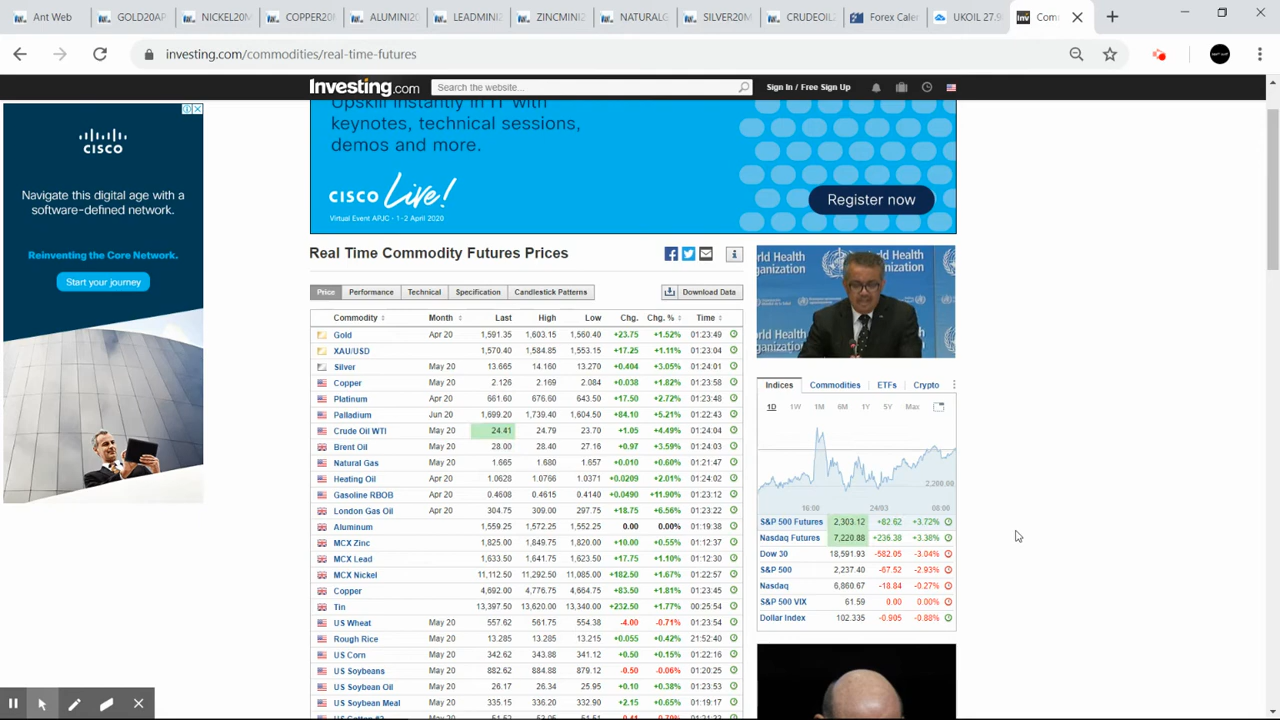 Ant Web
GOLD20AP
NICKEL20M
COPPER2
ALUMINI20
LEADMINI2
ZINCMINI2
NATURALG
SILVER20M
CRUDEOIL
Forex Caler
UKOIL 27.9
Com
investing.com/commodities/real-time-futures
Investing.com
Search the website...
Sign In / Free Sign Up
CISCO
Navigate this digital age with a
software-defined network.
Reinventing the Core Network.
Start your journey
Upskill instantly in IT with
keynotes, technical sessions,
demos and more.
CISCO Live!
Virtual Event APJC · 1-2 April 2020
Register now
Real Time Commodity Futures Prices
Price Performance Technical Specification Candlestick Patterns Download Data
Commodity Month Last High Low Chg. Chg. % Time
Gold Apr 20 1,591.35 1,603.15 1,560.40 +23.75 +1.52% 01:23:49
XAU/USD 1,570.40 1,584.85 1,553.15 +17.25 +1.11% 01:23:04
Silver May 20 13.665 14.160 13.270 +0.404 +3.05% 01:24:01
Copper May 20 2.126 2.169 2.084 +0.038 +1.82% 01:23:58
Platinum Apr 20 661.60 676.60 643.50 +17.50 +2.72% 01:23:48
Palladium Jun 20 1,699.20 1,739.40 1,604.50 +84.10 +5.21% 01:22:43
Crude Oil WTI May 20 24.41 24.79 23.70 +1.05 +4.49% 01:24:04
Brent Oil May 20 28.00 28.40 27.16 +0.97 +3.59% 01:24:03
Natural Gas May 20 1.665 1.680 1.657 +0.010 +0.60% 01:21:47
Heating Oil Apr 20 1.0628 1.0766 1.0371 +0.0209 +2.01% 01:24:02
Gasoline RBOB Apr 20 0.4608 0.4615 0.4140 +0.0490 +11.90% 01:23:12
London Gas Oil Apr 20 304.75 309.00 297.75 +18.75 +6.56% 01:23:22
Aluminum 1,559.25 1,572.25 1,552.25 0.00 0.00% 01:19:38
MCX Zinc 1,825.00 1,849.75 1,820.00 +10.00 +0.55% 01:12:37
MCX Lead 1,633.50 1,641.75 1,623.50 +17.75 +1.10% 01:12:30
MCX Nickel 11,112.50 11,292.50 11,085.00 +182.50 +1.67% 01:22:57
Copper 4,692.00 4,776.75 4,664.75 +83.50 +1.81% 01:23:45
Tin 13,397.50 13,620.00 13,340.00 +232.50 +1.77% 00:25:54
US Wheat May 20 557.62 561.75 554.38 -4.00 -0.71% 01:23:54
Rough Rice May 20 13.285 13.285 13.215 +0.055 +0.42% 21:52:40
US Corn May 20 342.62 343.88 341.12 +0.50 +0.15% 01:22:16
US Soybeans May 20 882.62 884.88 879.12 -0.50 -0.06% 01:20:25
US Soybean Oil May 20 26.17 26.34 25.95 +0.10 +0.38% 01:23:53
US Soybean Meal May 20 335.15 336.20 332.90 +2.15 +0.65% 01:19:17
World Health
Organization
Indices Commodities ETFs Crypto
1D 1W 1M 6M 1Y 5Y Max
2,200.00
16:00 24/03 08:00
S&P 500 Futures 2,303.12 +82.62 +3.72%
Nasdaq Futures 7,220.88 +236.38 +3.38%
Dow 30 18,591.93 -582.05 -3.04%
S&P 500 2,237.40 -67.52 -2.93%
Nasdaq 6,860.67 -18.84 -0.27%
S&P 500 VIX 61.59 0.00 0.00%
Dollar Index 102.335 -0.905 -0.88%